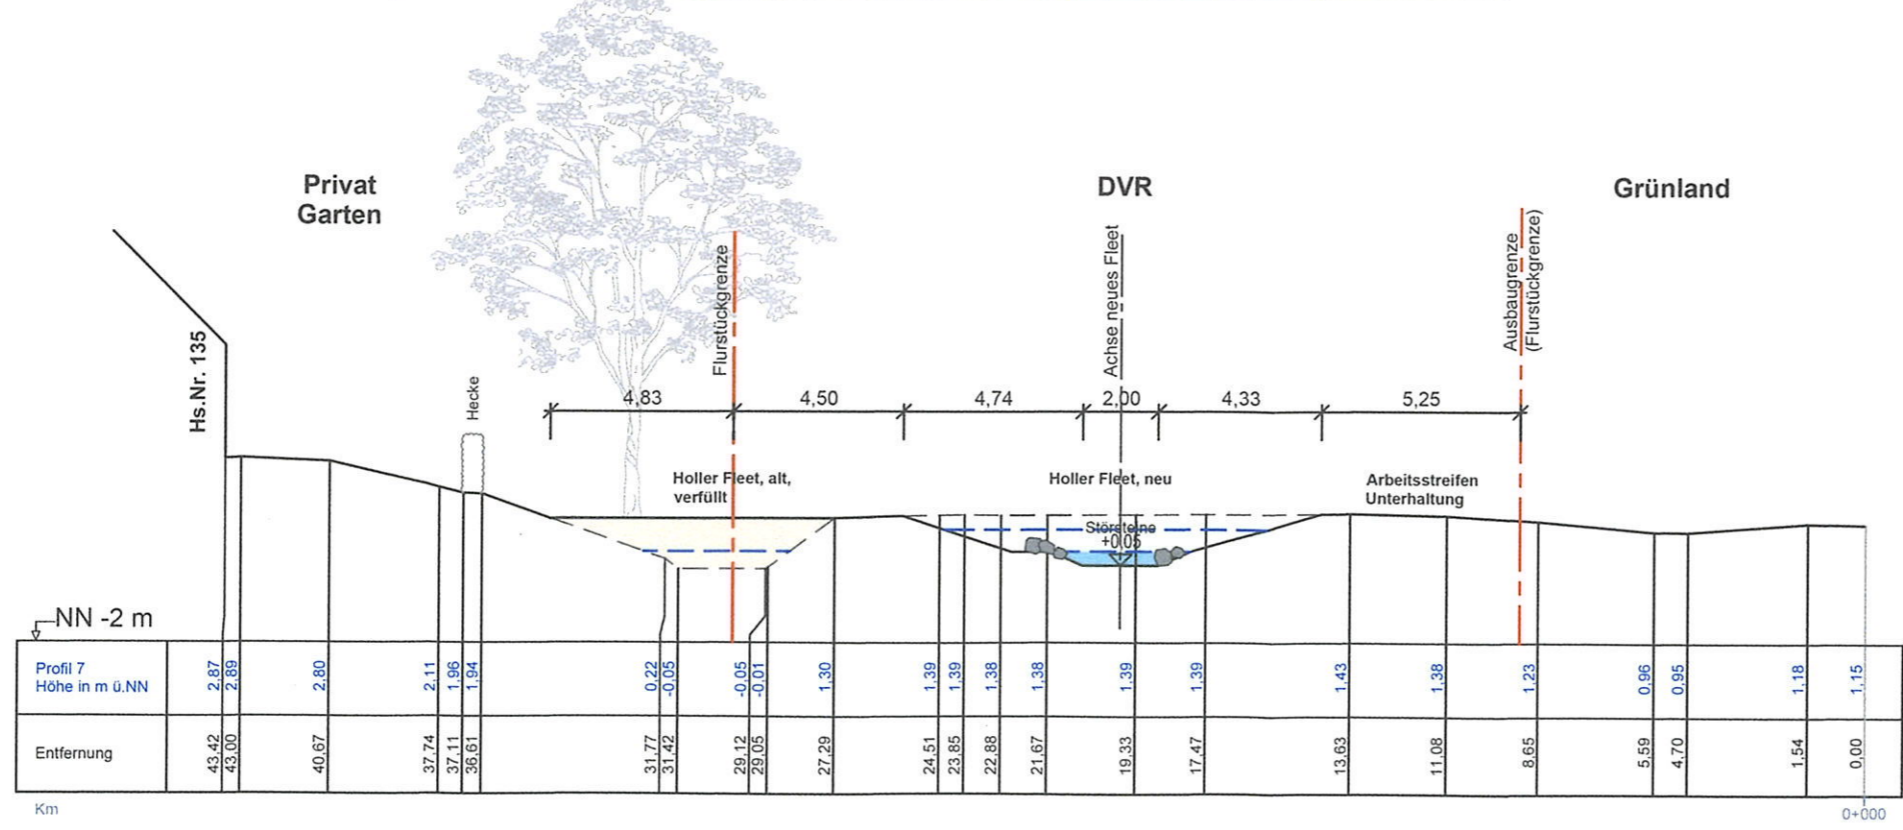 Privat
Garten
DVR
Grünland
Hs.Nr. 135
Hecke
Flurstückgrenze
Achse neues Fleet
Ausbaugrenze
(Flurstückgrenze)
4,83
4,50
4,74
2,00
4,33
5,25
Holler Fleet, alt,
verfüllt
Holler Fleet, neu
Störsteine
+0,05
Arbeitsstreifen
Unterhaltung
NN -2 m
Profil 7
Höhe in m ü.NN
2,87 2,89 2,80 2,11 1,96 1,94 0,22 -0,05 -0,05 -0,01 1,30 1,39 1,39 1,38 1,38 1,39 1,39 1,43 1,38 1,23 0,96 0,95 1,18 1,15
Entfernung
43,42 43,00 40,67 37,74 37,11 36,61 31,77 31,42 29,12 29,05 27,29 24,51 23,85 22,88 21,67 19,33 17,47 13,63 11,08 8,65 5,59 4,70 1,54 0,00
Km
0+000